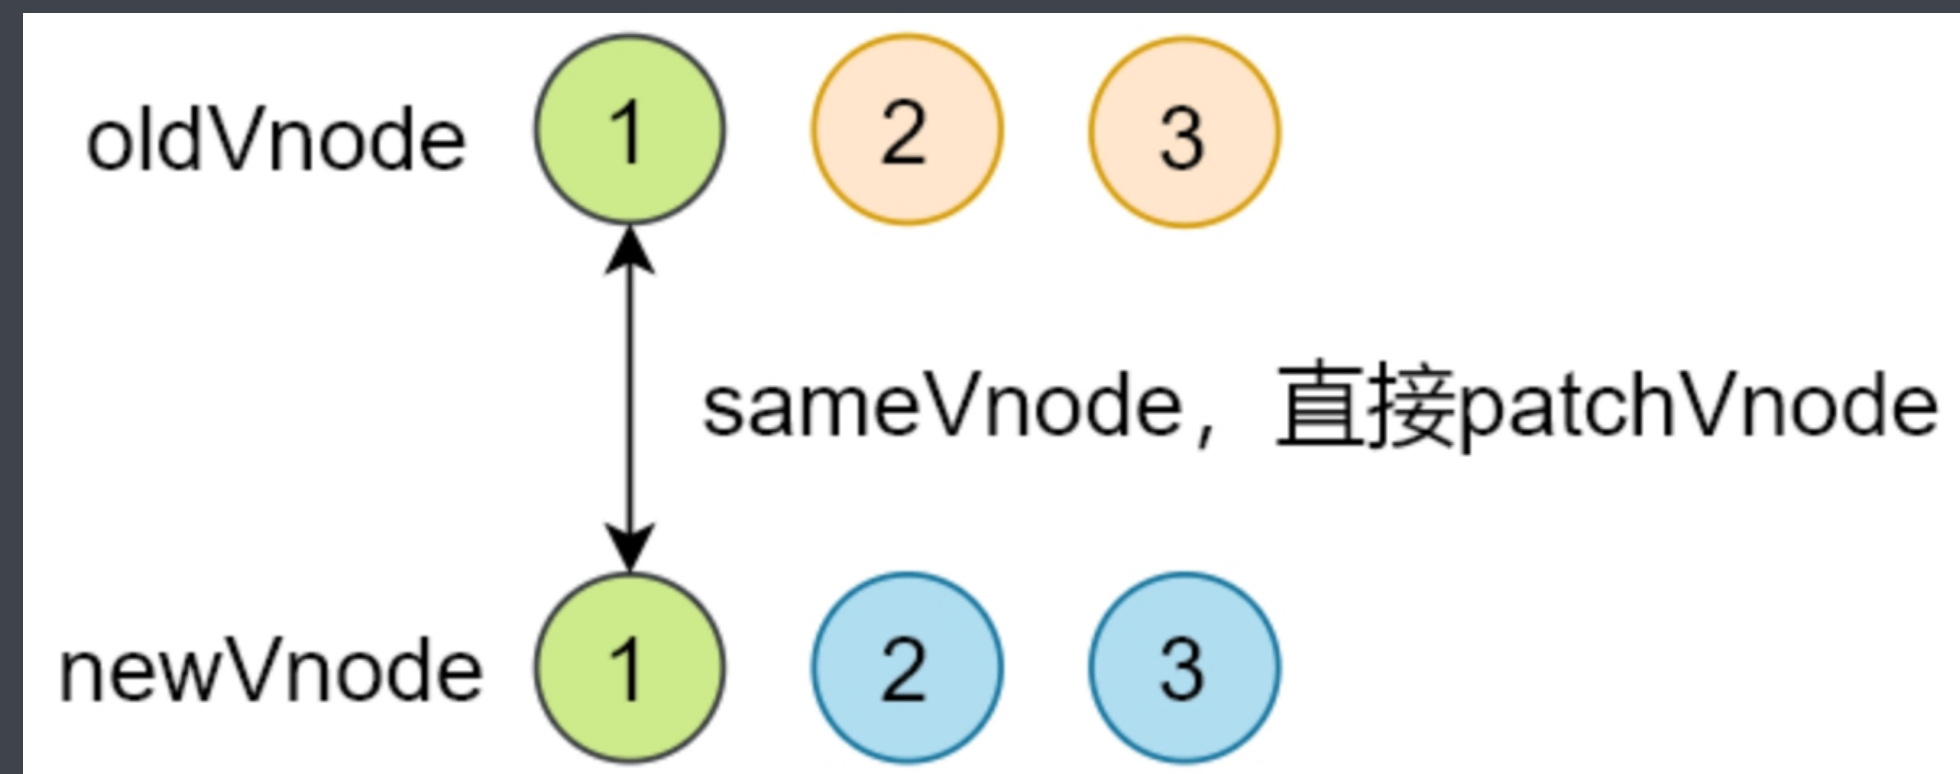 oldVnode 1 2 3
sameVnode，直接patchVnode
newVnode 1 2 3